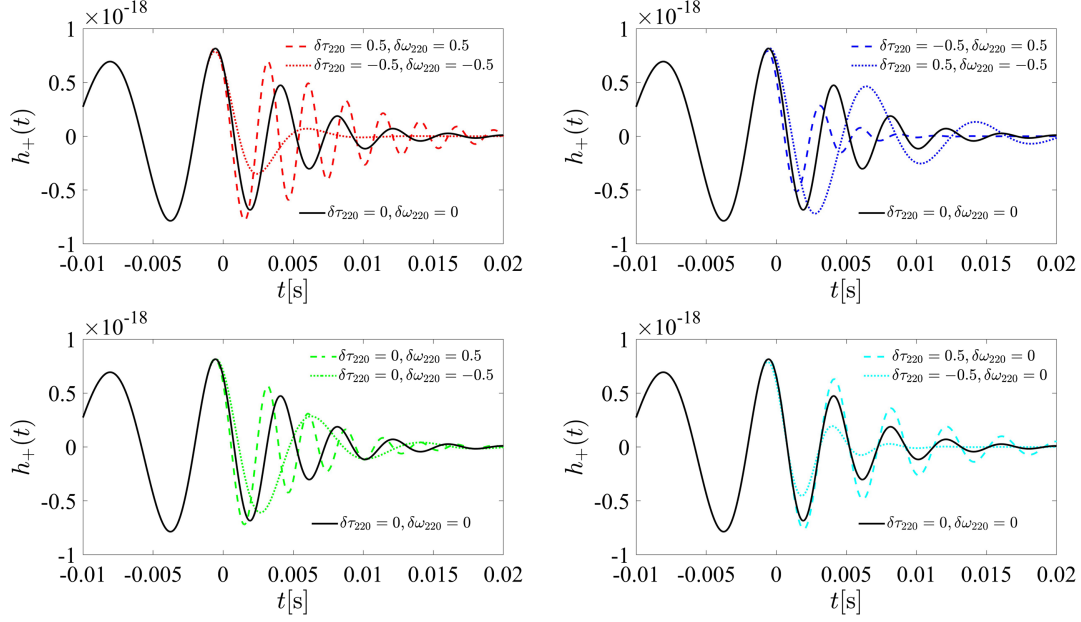 ×10⁻¹⁸
1
0.5
0
-0.5
-1
h₊(t)
δτ₂₂₀ 0.5, δω₂₂₀ = 0.5
δτ₂₂₀ = −0.5, δω₂₂₀ = −0.5
δτ₂₂₀ = 0, δω₂₂₀ = 0
-0.01 -0.005 0 0.005 0.01 0.015 0.02
t[s]
×10⁻¹⁸
1
0.5
0
-0.5
-1
h₊(t)
δτ₂₂₀ = −0.5, δω₂₂₀ = 0.5
δτ₂₂₀ 0.5, δω₂₂₀ = −0.5
δτ₂₂₀ = 0, δω₂₂₀ = 0
-0.01 -0.005 0 0.005 0.01 0.015 0.02
t[s]
×10⁻¹⁸
1
0.5
0
-0.5
-1
h₊(t)
δτ₂₂₀ = 0, δω₂₂₀ = 0.5
δτ₂₂₀ = 0, δω₂₂₀ = −0.5
δτ₂₂₀ = 0, δω₂₂₀ = 0
-0.01 -0.005 0 0.005 0.01 0.015 0.02
t[s]
×10⁻¹⁸
1
0.5
0
-0.5
-1
h₊(t)
δτ₂₂₀ = 0.5, δω₂₂₀ = 0
δτ₂₂₀ = −0.5, δω₂₂₀ = 0
δτ₂₂₀ = 0, δω₂₂₀ = 0
-0.01 -0.005 0 0.005 0.01 0.015 0.02
t[s]